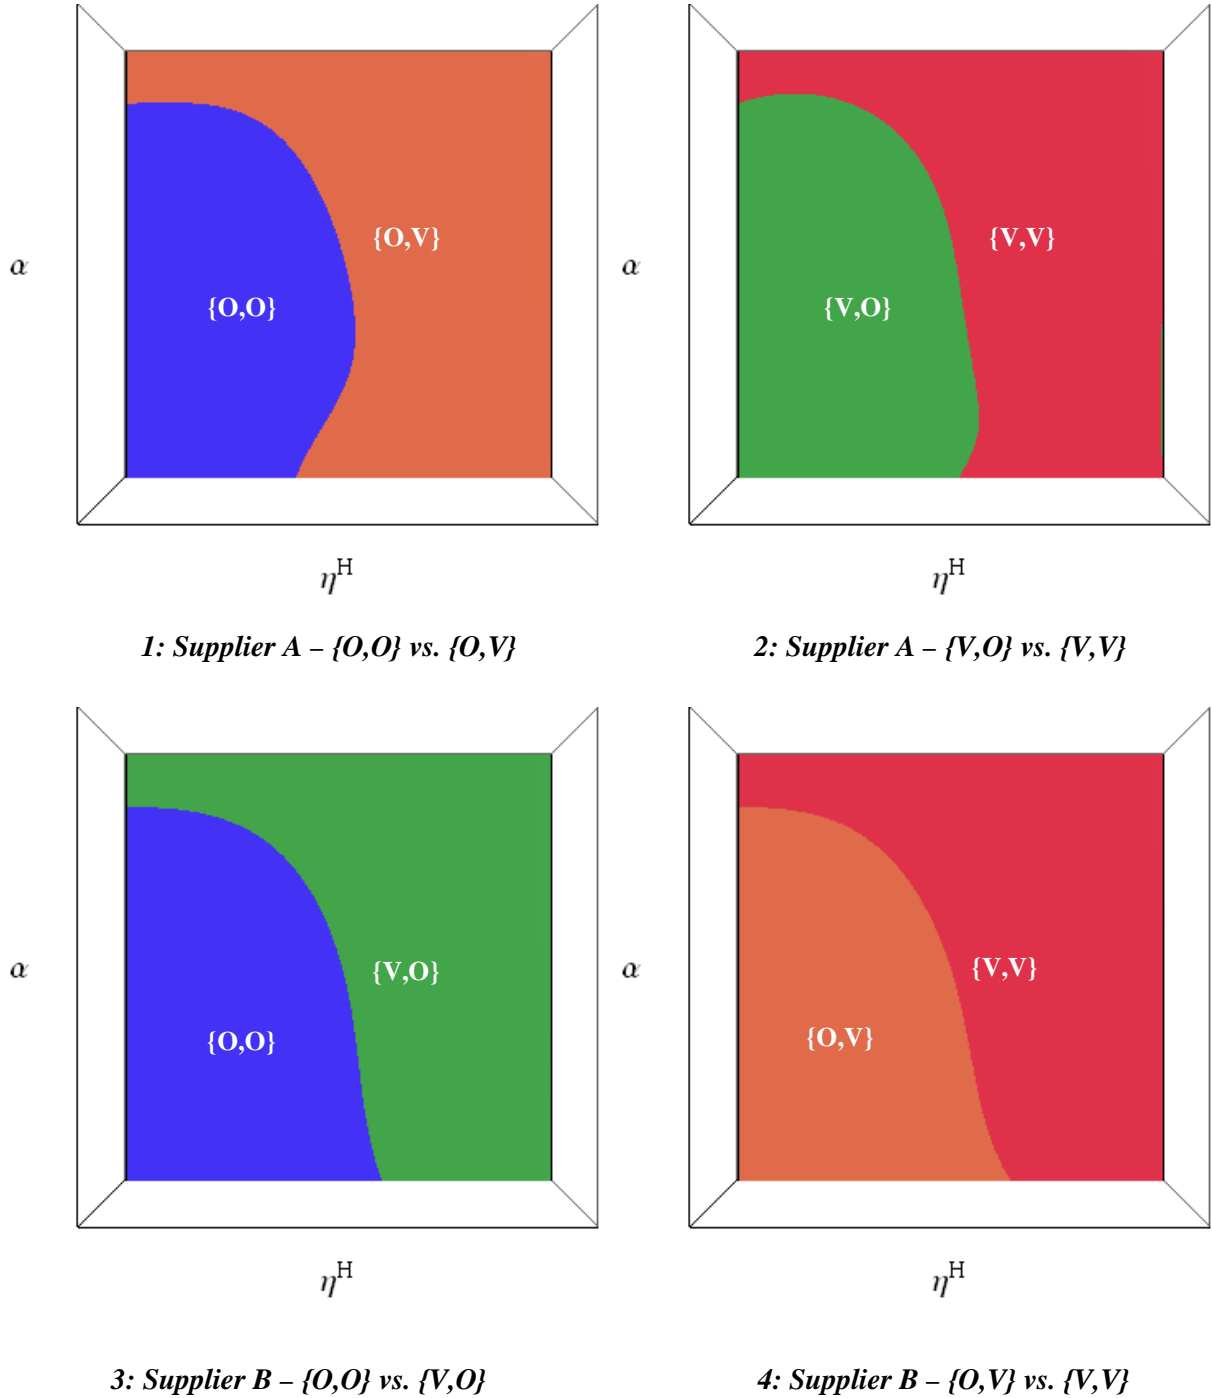 {O,V}
{V,V}
α
α
{O,O}
{V,O}
η^H
η^H
1: Supplier A – {O,O} vs. {O,V}
2: Supplier A – {V,O} vs. {V,V}
{V,O}
{V,V}
α
α
{O,O}
{O,V}
η^H
η^H
3: Supplier B – {O,O} vs. {V,O}
4: Supplier B – {O,V} vs. {V,V}